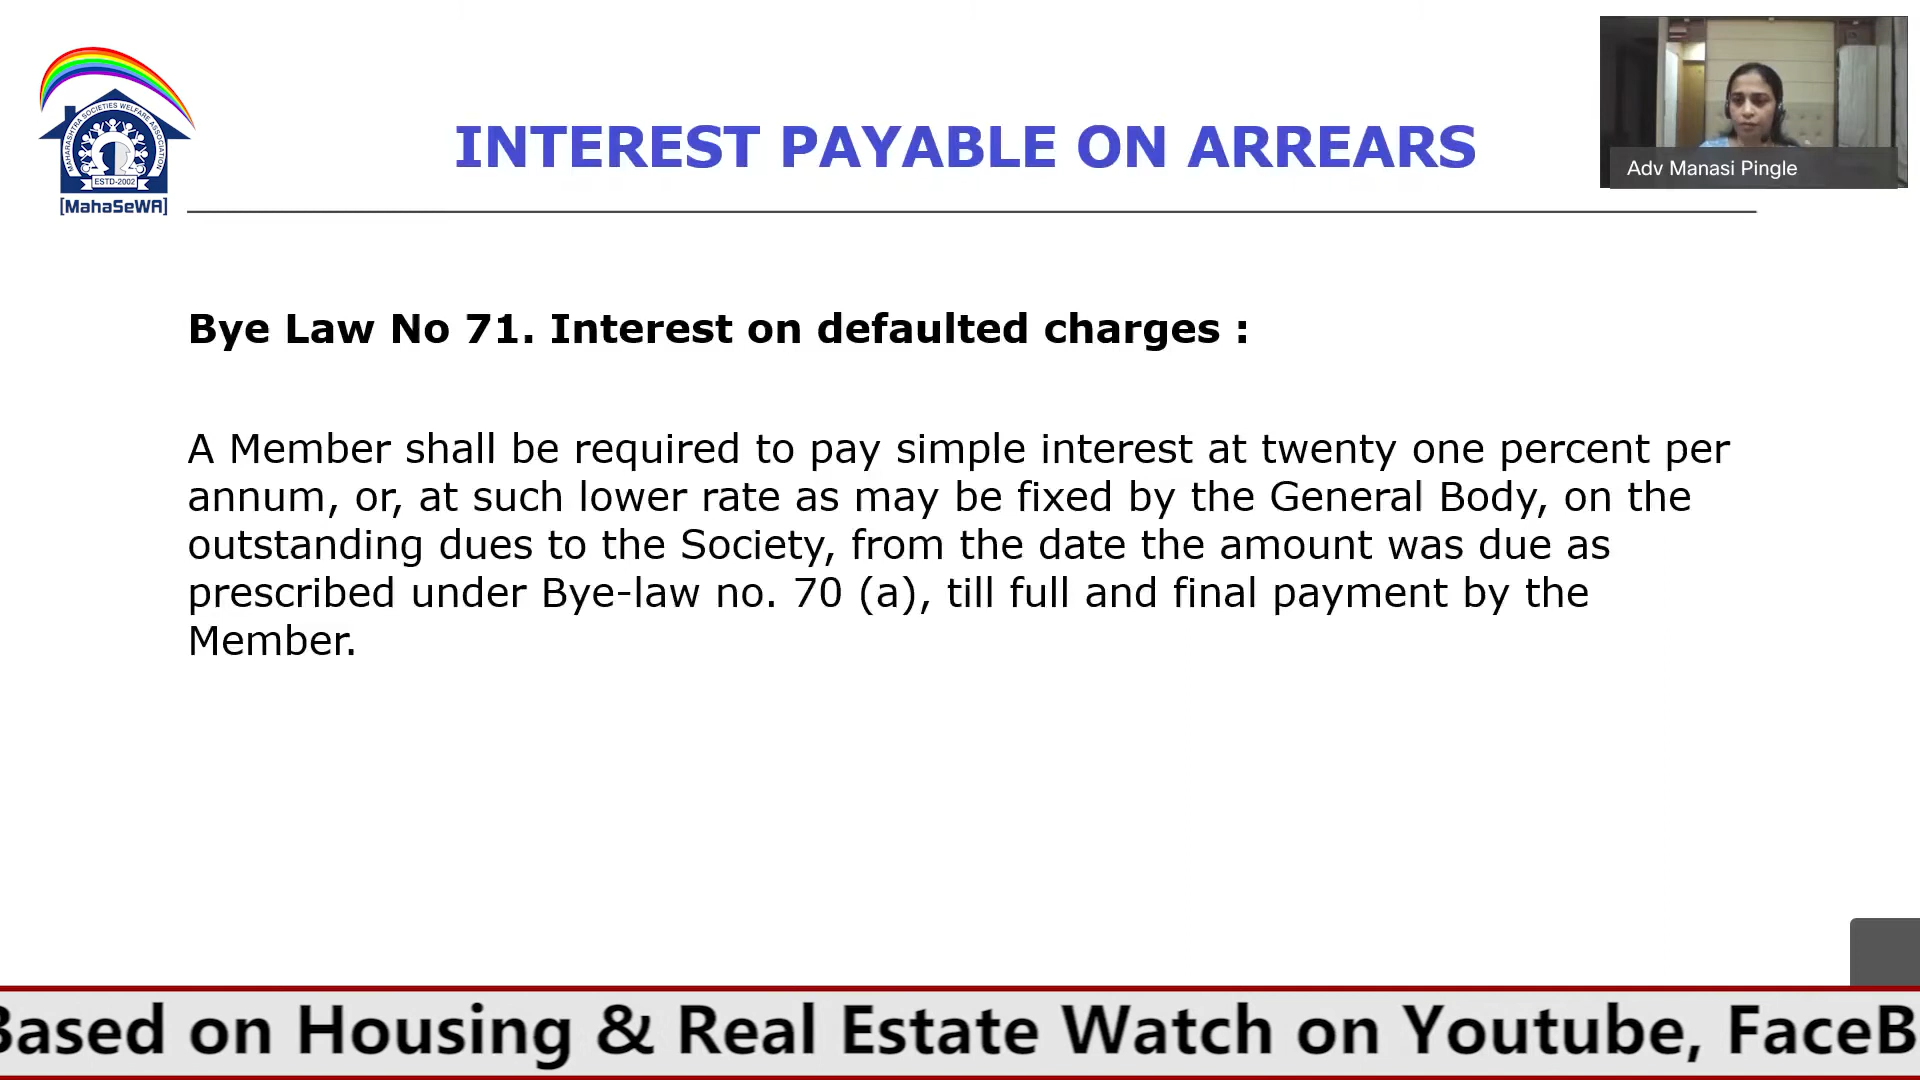 MAHARASHTRA SOCIETIES WELFARE ASSOCIATION
ESTD-2002
[MahaSeWA]
INTEREST PAYABLE ON ARREARS
Adv Manasi Pingle
Bye Law No 71. Interest on defaulted charges :
A Member shall be required to pay simple interest at twenty one percent per
annum, or, at such lower rate as may be fixed by the General Body, on the
outstanding dues to the Society, from the date the amount was due as
prescribed under Bye-law no. 70 (a), till full and final payment by the
Member.
Based on Housing & Real Estate Watch on Youtube, FaceB